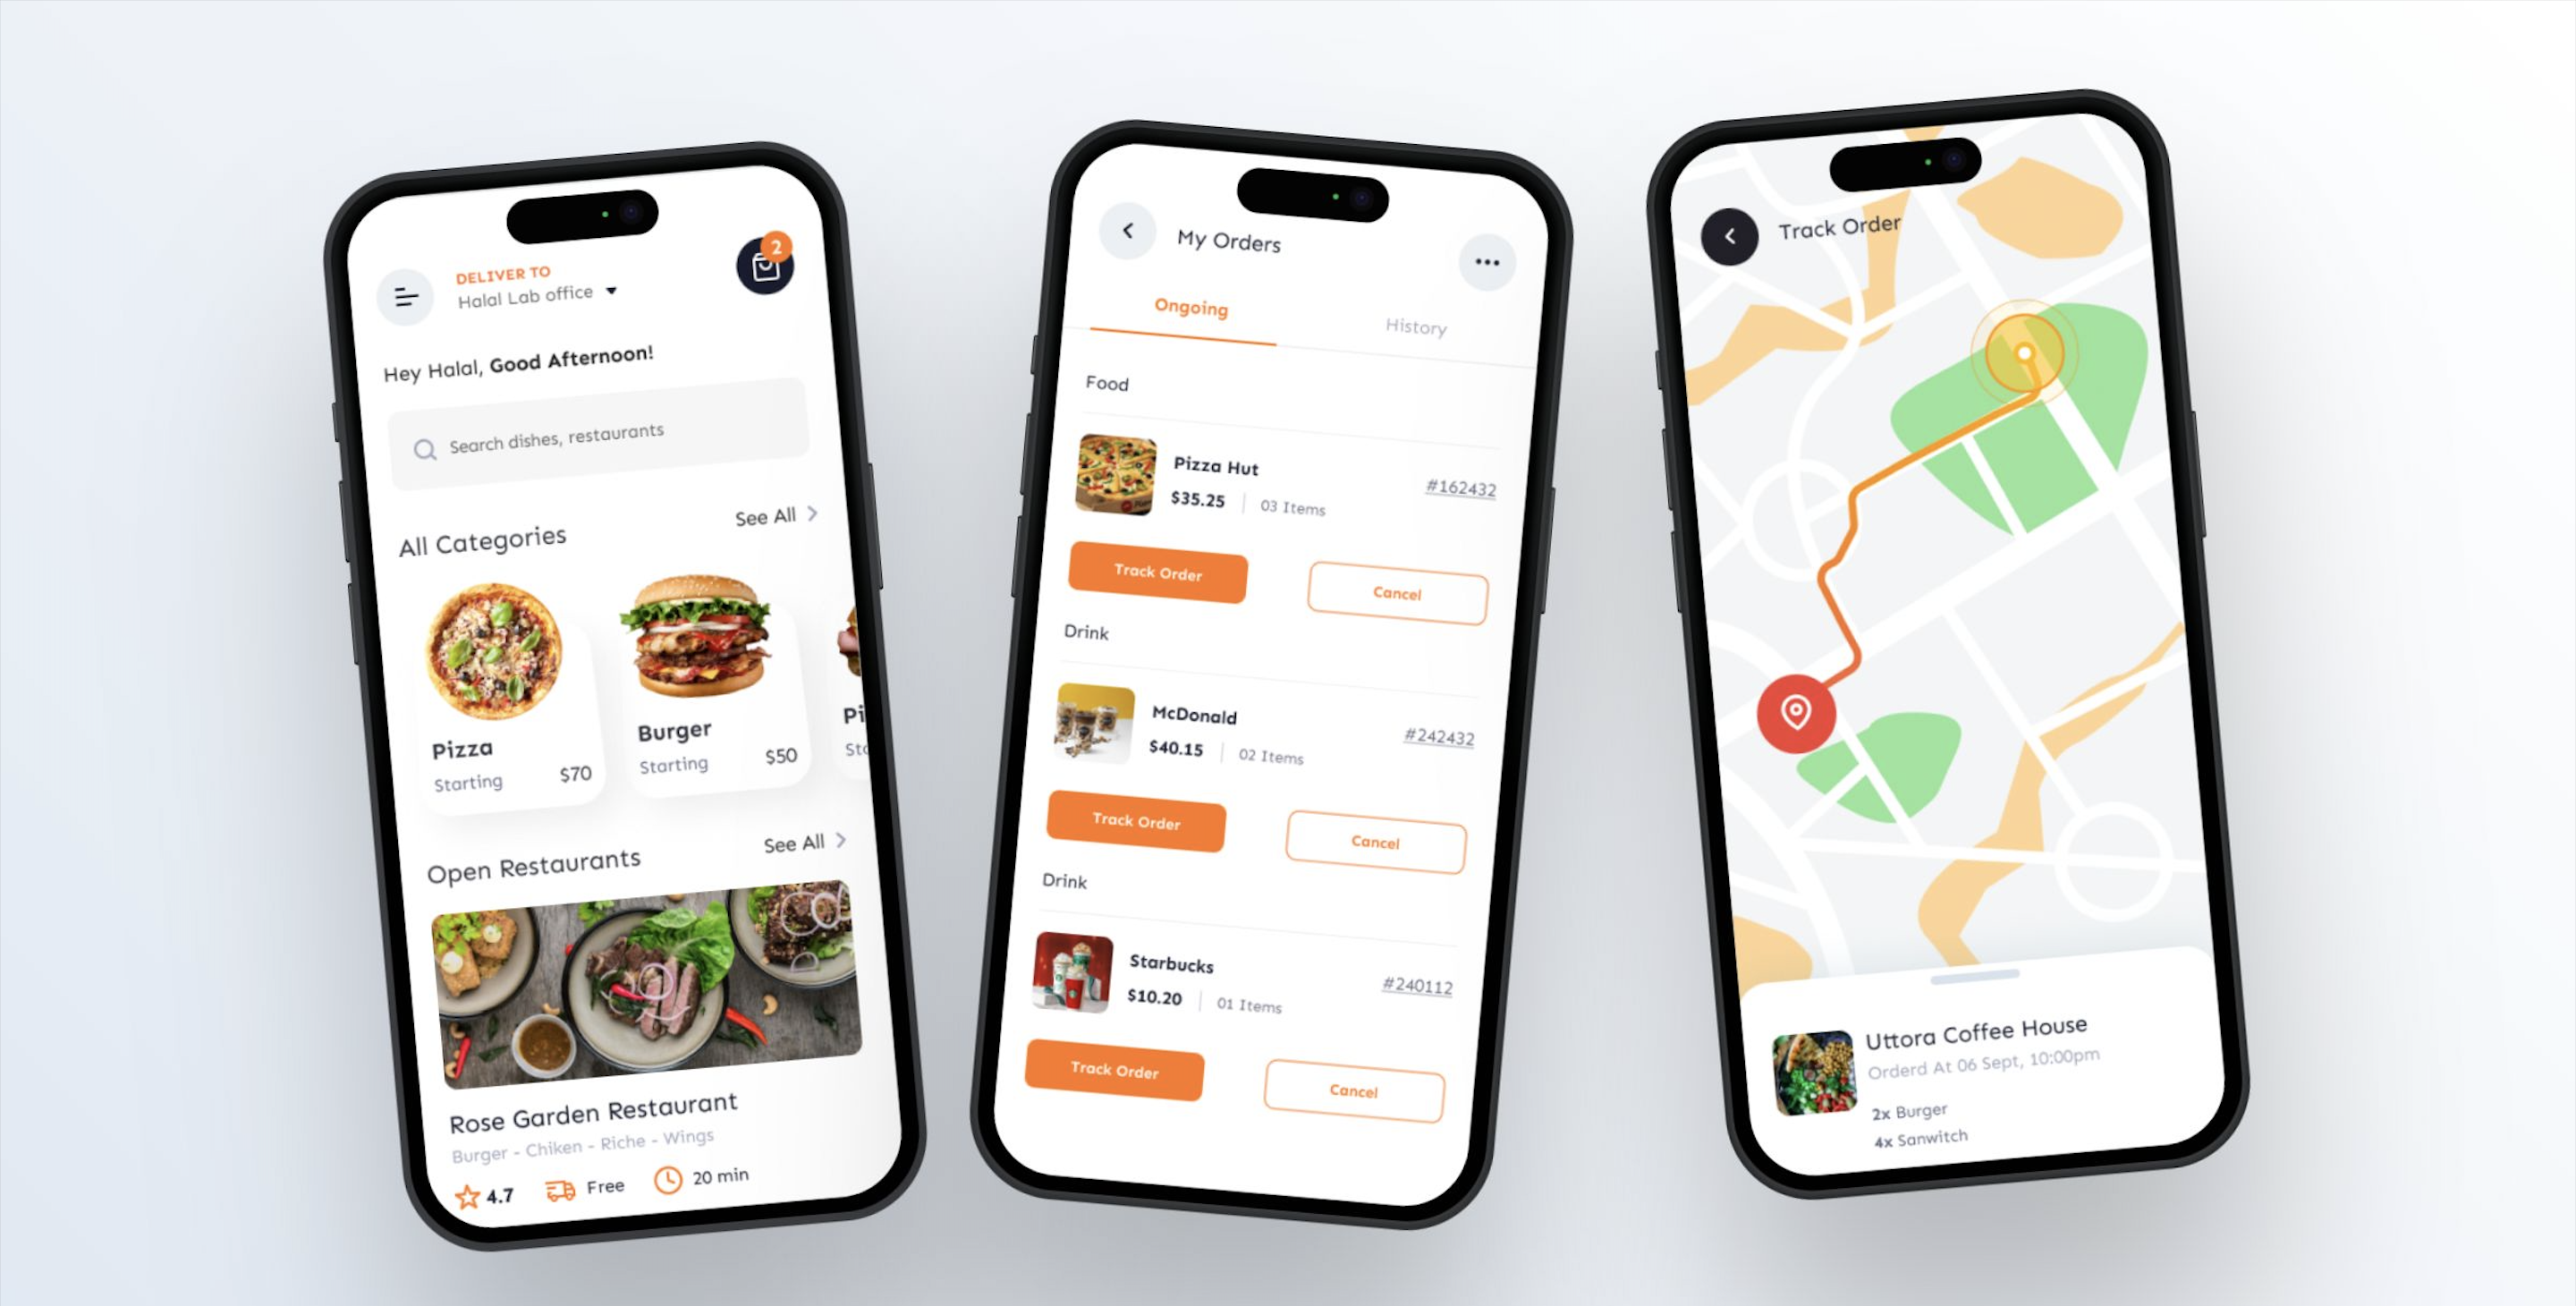 DELIVER TO
Halal Lab office
2
Hey Halal, Good Afternoon!
Search dishes, restaurants
All Categories
See All
Pizza
Starting
$70
Burger
Starting
$50
Pi
Sta
Open Restaurants
See All
Rose Garden Restaurant
Burger - Chiken - Riche - Wings
4.7
Free
20 min
My Orders
Ongoing
History
Food
Pizza Hut
#162432
$35.25
03 Items
Track Order
Cancel
Drink
McDonald
#242432
$40.15
02 Items
Track Order
Cancel
Drink
Starbucks
#240112
$10.20
01 Items
Track Order
Cancel
Track Order
Uttora Coffee House
Orderd At 06 Sept, 10:00pm
2x Burger
4x Sanwitch